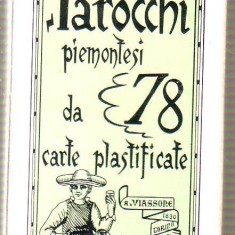 Tarocchi
piemontesi
da 78
carte plastificate
A. VIASSONE
1830
TORINO